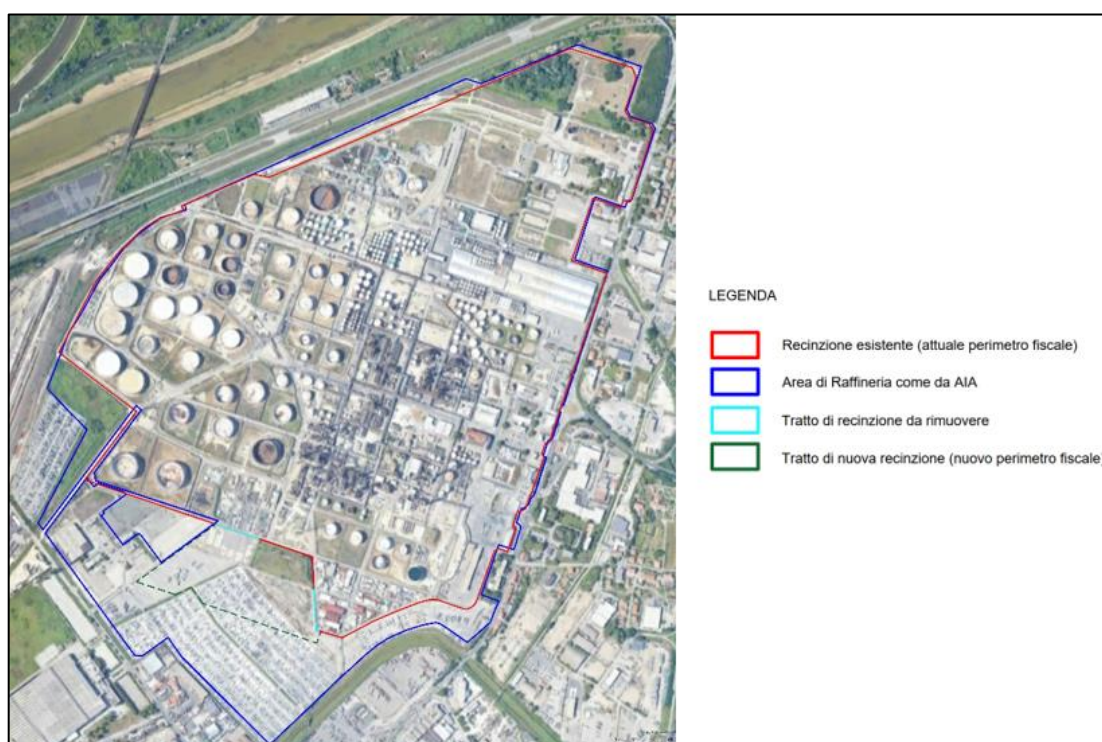 LEGENDA
Recinzione esistente (attuale perimetro fiscale)
Area di Raffineria come da AIA
Tratto di recinzione da rimuovere
Tratto di nuova recinzione (nuovo perimetro fiscale)